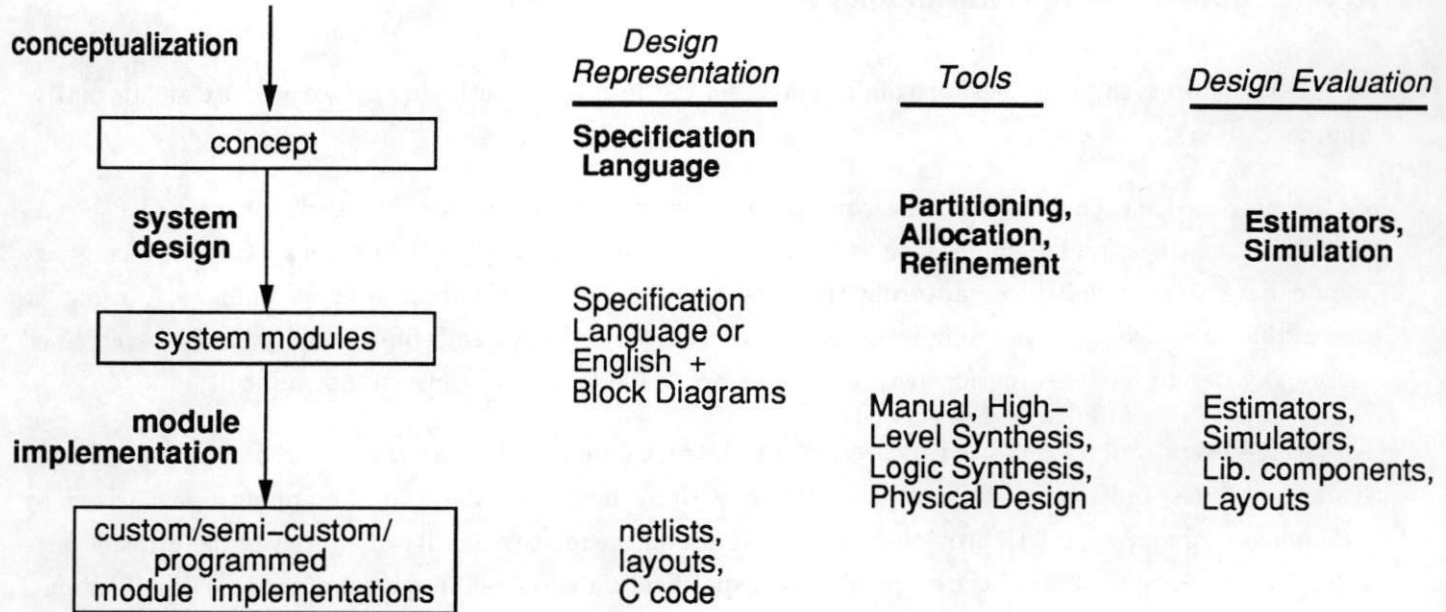 conceptualization
concept
system
design
system modules
module
implementation
custom/semi-custom/
programmed
module implementations
Design
Representation
Specification
Language
Specification
Language or
English +
Block Diagrams
netlists,
layouts,
C code
Tools
Partitioning,
Allocation,
Refinement
Manual, High-
Level Synthesis,
Logic Synthesis,
Physical Design
Design Evaluation
Estimators,
Simulation
Estimators,
Simulators,
Lib. components,
Layouts